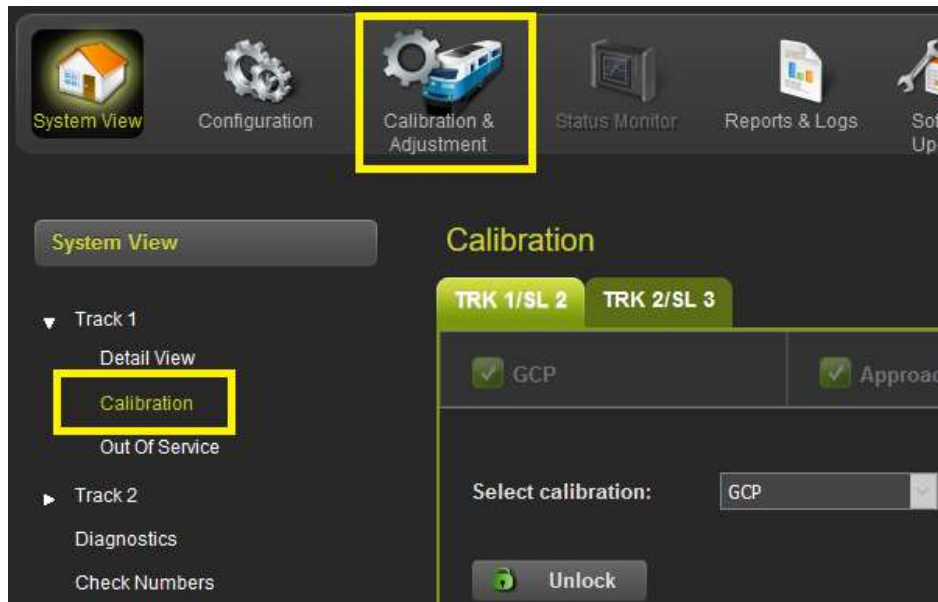 System View
Configuration
Calibration &
Adjustment
Status Monitor
Reports & Logs
System View
Calibration
TRK 1/SL 2
TRK 2/SL 3
Track 1
Detail View
GCP
Calibration
Out Of Service
Select calibration:
GCP
Track 2
Diagnostics
Unlock
Check Numbers